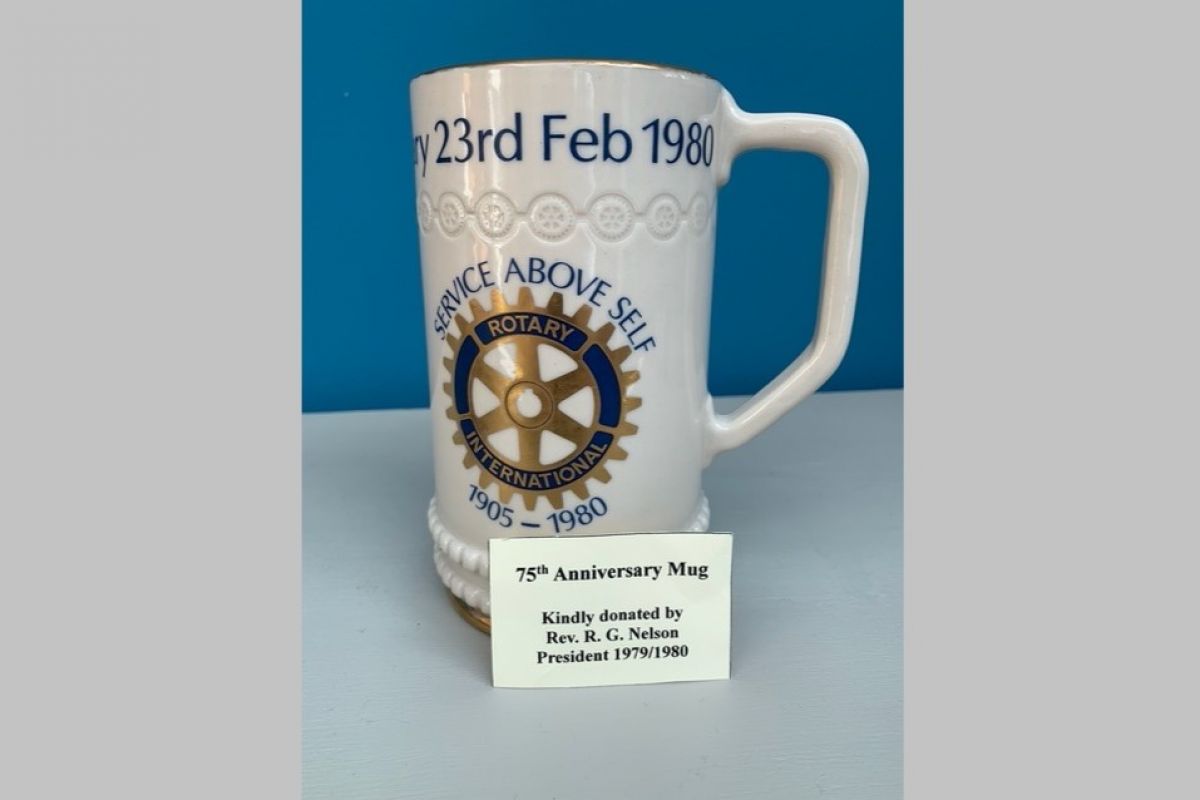 ry 23rd Feb 1980
SERVICE ABOVE SELF
ROTARY
INTERNATIONAL
1905 – 1980
75th Anniversary Mug
Kindly donated by
Rev. R. G. Nelson
President 1979/1980